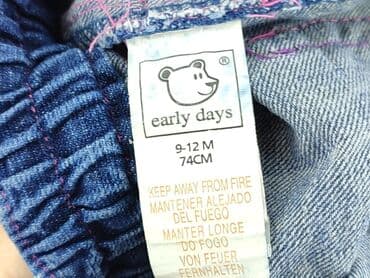 ®
early days
9-12 M
74CM
KEEP AWAY FROM FIRE
MANTENER ALEJADO
DEL FUEGO
MANTER LONGE
DO FOGO
VON FEUER
FERNHALTEN